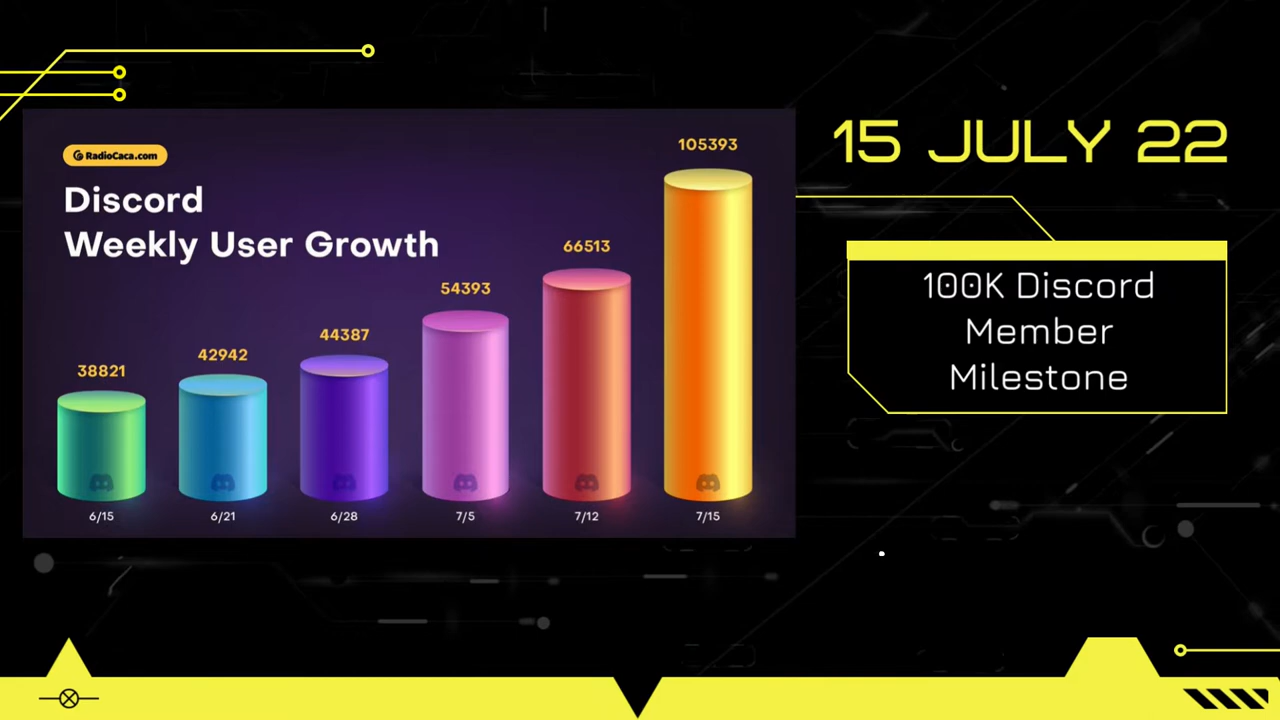 RadioCaca.com
Discord
Weekly User Growth
38821
42942
44387
54393
66513
105393
6/15
6/21
6/28
7/5
7/12
7/15
15 JULY 22
100K Discord
Member
Milestone